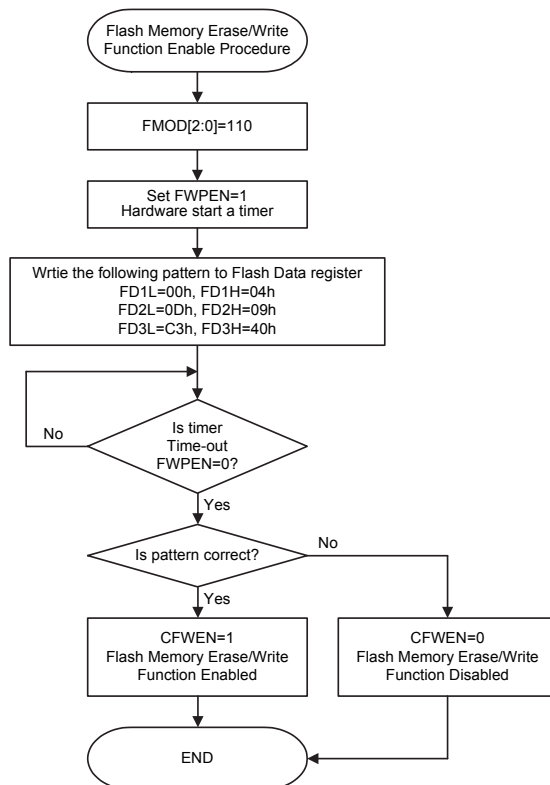 Flash Memory Erase/Write
Function Enable Procedure
FMOD[2:0]=110
Set FWPEN=1
Hardware start a timer
Wrtie the following pattern to Flash Data register
FD1L=00h, FD1H=04h
FD2L=0Dh, FD2H=09h
FD3L=C3h, FD3H=40h
Is timer
Time-out
FWPEN=0?
No
Yes
Is pattern correct?
No
Yes
CFWEN=1
Flash Memory Erase/Write
Function Enabled
CFWEN=0
Flash Memory Erase/Write
Function Disabled
END